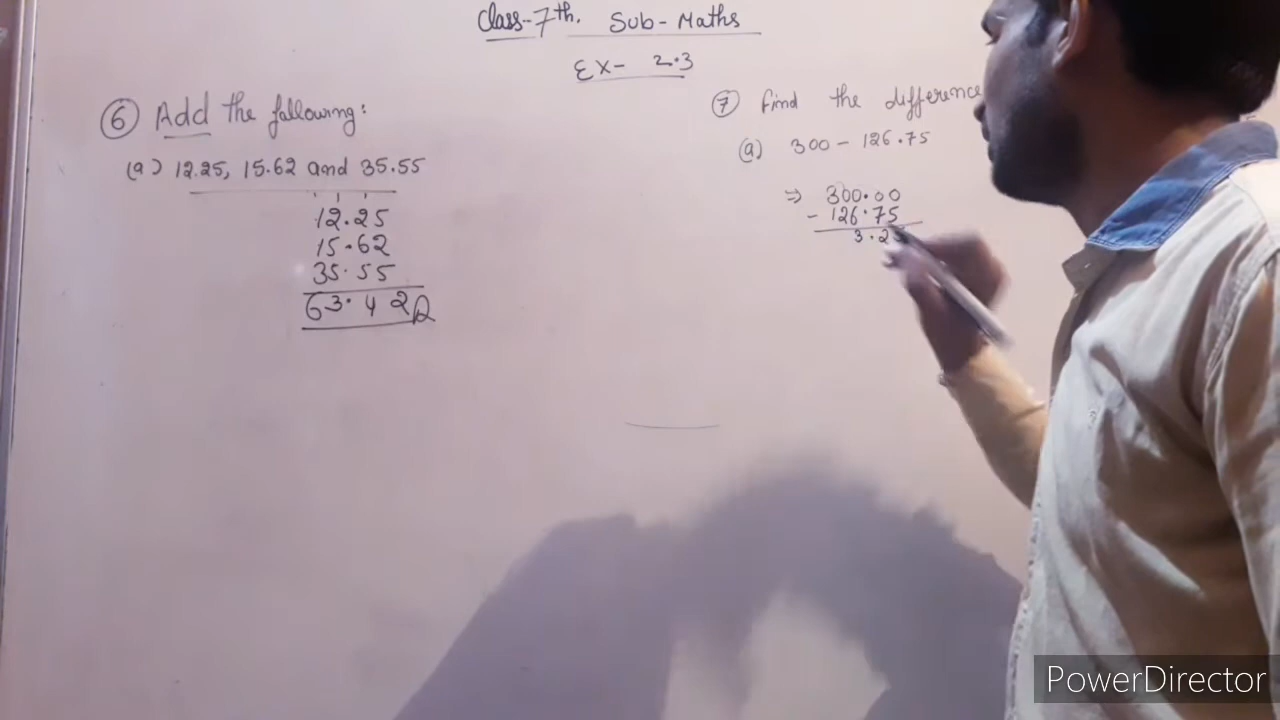 Class-7th. Sub-Maths
Ex- 2.3
6 Add the following:
(a) 12.25, 15.62 and 35.55
12.25
15.62
35.55
63.42
7 Find the difference
(a) 300 - 126.75
⇒ 300.00
- 126.75
3.2
PowerDirector